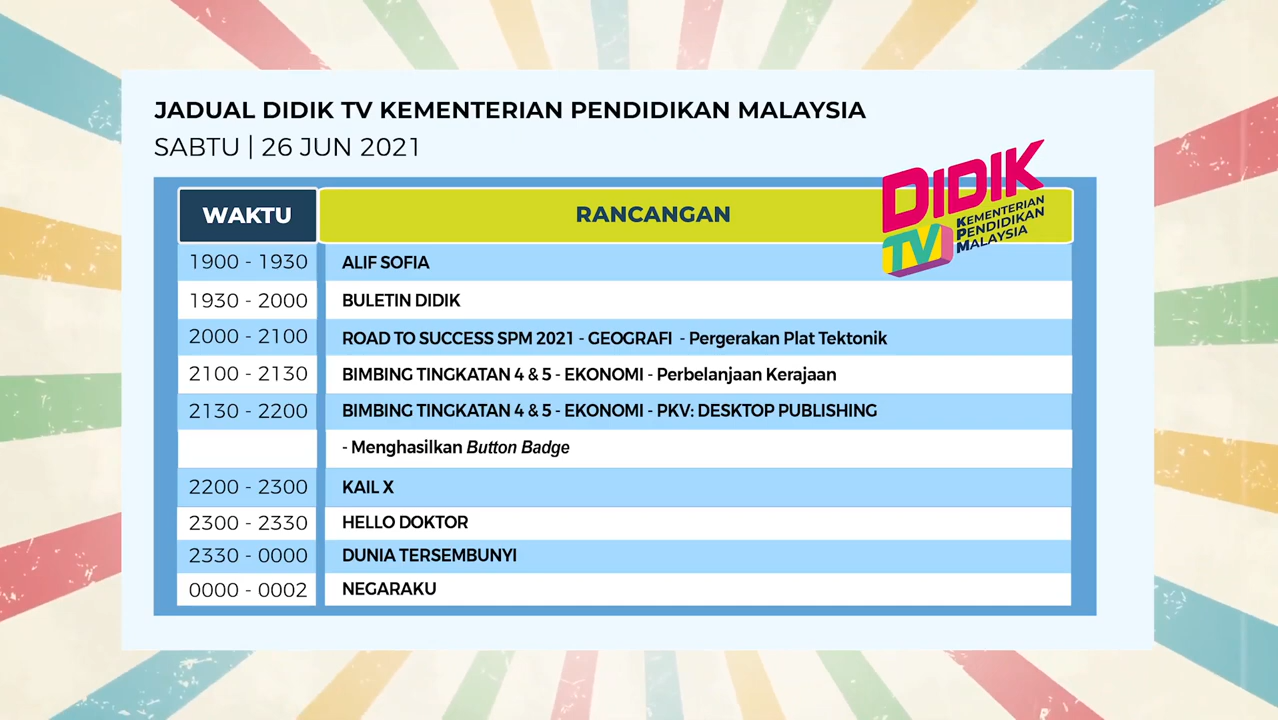 JADUAL DIDIK TV KEMENTERIAN PENDIDIKAN MALAYSIA
SABTU | 26 JUN 2021
DIDIK
TV
KEMENTERIAN
PENDIDIKAN
MALAYSIA
WAKTU RANCANGAN
1900 - 1930 ALIF SOFIA
1930 - 2000 BULETIN DIDIK
2000 - 2100 ROAD TO SUCCESS SPM 2021 - GEOGRAFI - Pergerakan Plat Tektonik
2100 - 2130 BIMBING TINGKATAN 4 & 5 - EKONOMI - Perbelanjaan Kerajaan
2130 - 2200 BIMBING TINGKATAN 4 & 5 - EKONOMI - PKV: DESKTOP PUBLISHING
- Menghasilkan Button Badge
2200 - 2300 KAIL X
2300 - 2330 HELLO DOKTOR
2330 - 0000 DUNIA TERSEMBUNYI
0000 - 0002 NEGARAKU